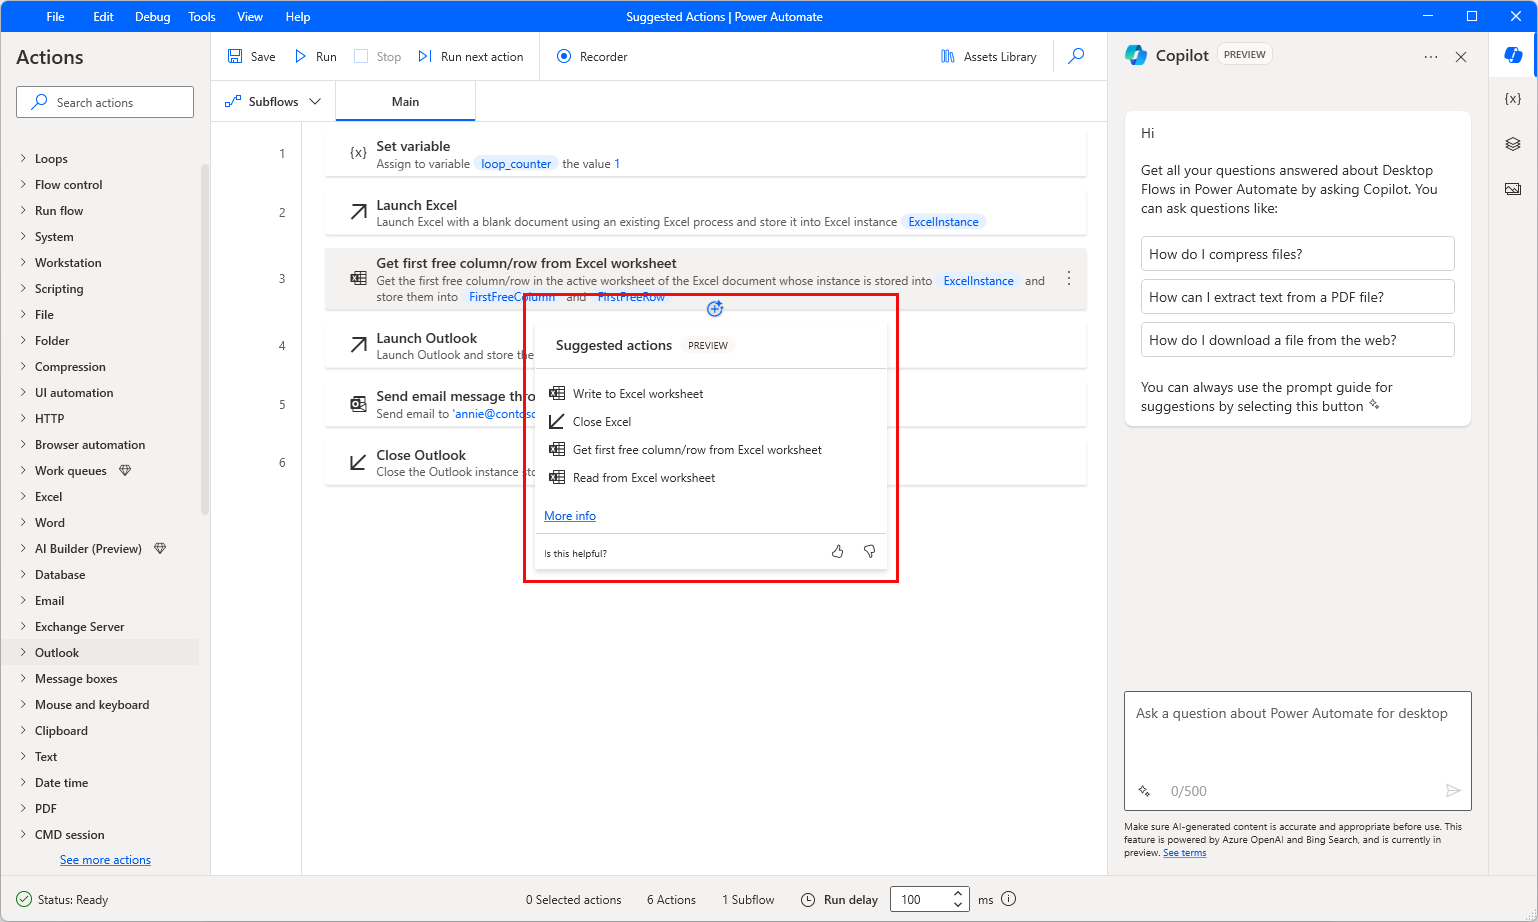 File Edit Debug Tools View Help
Suggested Actions | Power Automate
Actions
Search actions
Loops
Flow control
Run flow
System
Workstation
Scripting
File
Folder
Compression
UI automation
HTTP
Browser automation
Work queues
Excel
Word
AI Builder (Preview)
Database
Email
Exchange Server
Outlook
Message boxes
Mouse and keyboard
Clipboard
Text
Date time
PDF
CMD session
See more actions
Save Run Stop Run next action Recorder Assets Library
Subflows Main
1
Set variable
Assign to variable loop_counter the value 1
2
Launch Excel
Launch Excel with a blank document using an existing Excel process and store it into Excel instance ExcelInstance
3
Get first free column/row from Excel worksheet
Get the first free column/row in the active worksheet of the Excel document whose instance is stored into ExcelInstance and
store them into FirstFreeColumn and FirstFreeRow
4
Launch Outlook
Launch Outlook and store the
5
Send email message thro
Send email to 'annie@contoso
6
Close Outlook
Close the Outlook instance sto
Suggested actions PREVIEW
Write to Excel worksheet
Close Excel
Get first free column/row from Excel worksheet
Read from Excel worksheet
More info
Is this helpful?
Copilot PREVIEW
Hi
Get all your questions answered about Desktop
Flows in Power Automate by asking Copilot. You
can ask questions like:
How do I compress files?
How can I extract text from a PDF file?
How do I download a file from the web?
You can always use the prompt guide for
suggestions by selecting this button
Ask a question about Power Automate for desktop
0/500
Make sure AI-generated content is accurate and appropriate before use. This
feature is powered by Azure OpenAI and Bing Search, and is currently in
preview. See terms
{x}
Status: Ready
0 Selected actions 6 Actions 1 Subflow Run delay 100 ms